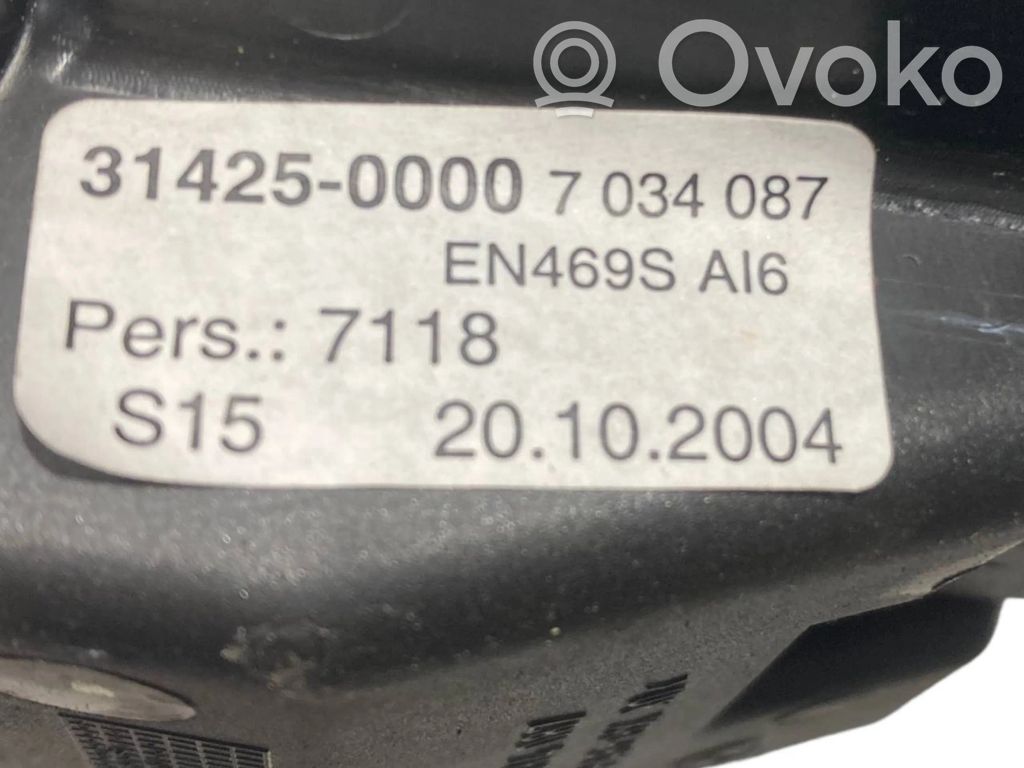 Ovoko
31425-0000 7 034 087
EN469S AI6
Pers.: 7118
S15 20.10.2004